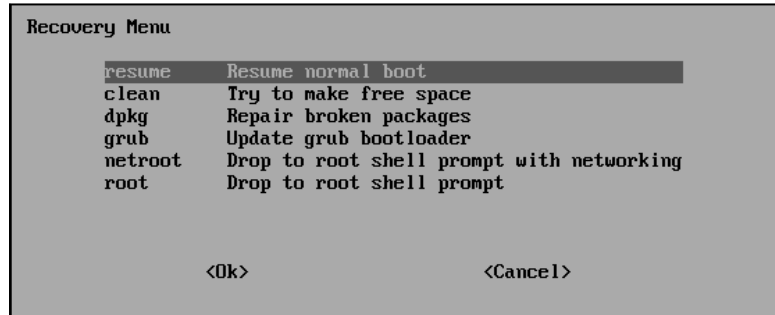 Recovery Menu
resume Resume normal boot
clean Try to make free space
dpkg Repair broken packages
grub Update grub bootloader
netroot Drop to root shell prompt with networking
root Drop to root shell prompt
<Ok> <Cancel>